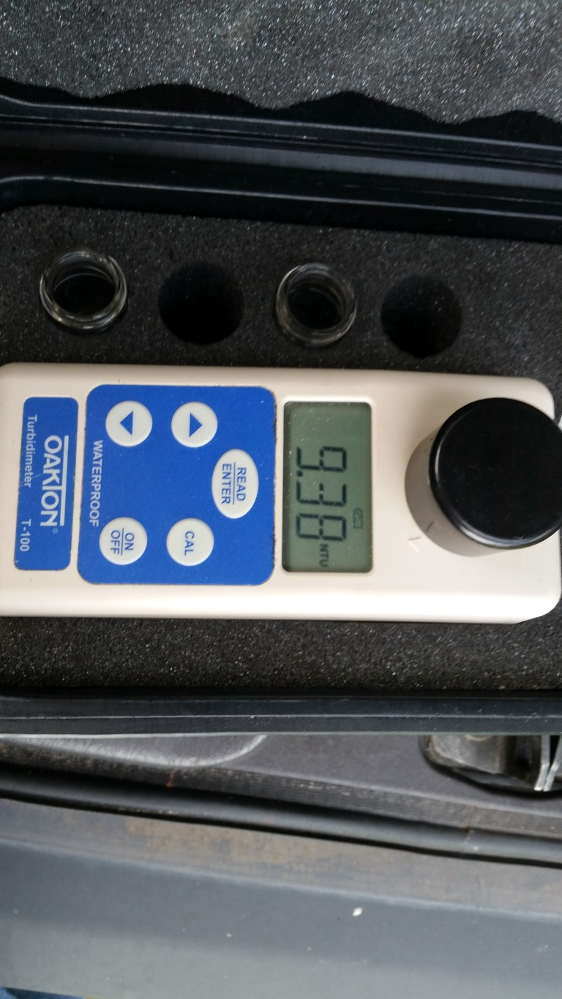 9.38 NTU
READ
ENTER
CAL
ON
OFF
WATERPROOF
OAKTON®
Turbidimeter T-100